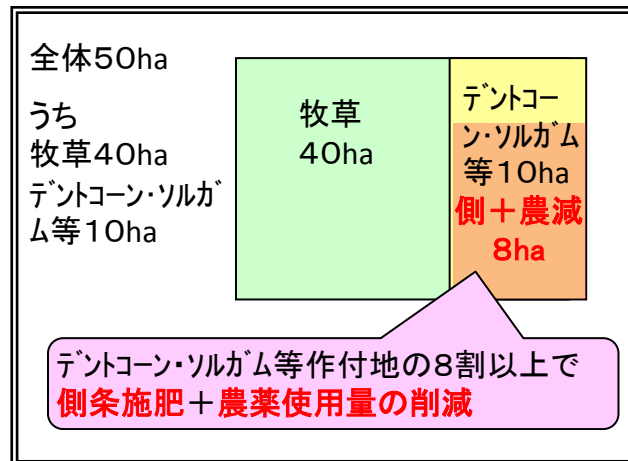 全体50ha
うち
牧草40ha
デントコーン・ソルガ
ム等10ha
牧草
40ha
デントコー
ン・ソルガム
等10ha
側+農減
8ha
デントコーン・ソルガム等作付地の8割以上で
側条施肥+農薬使用量の削減